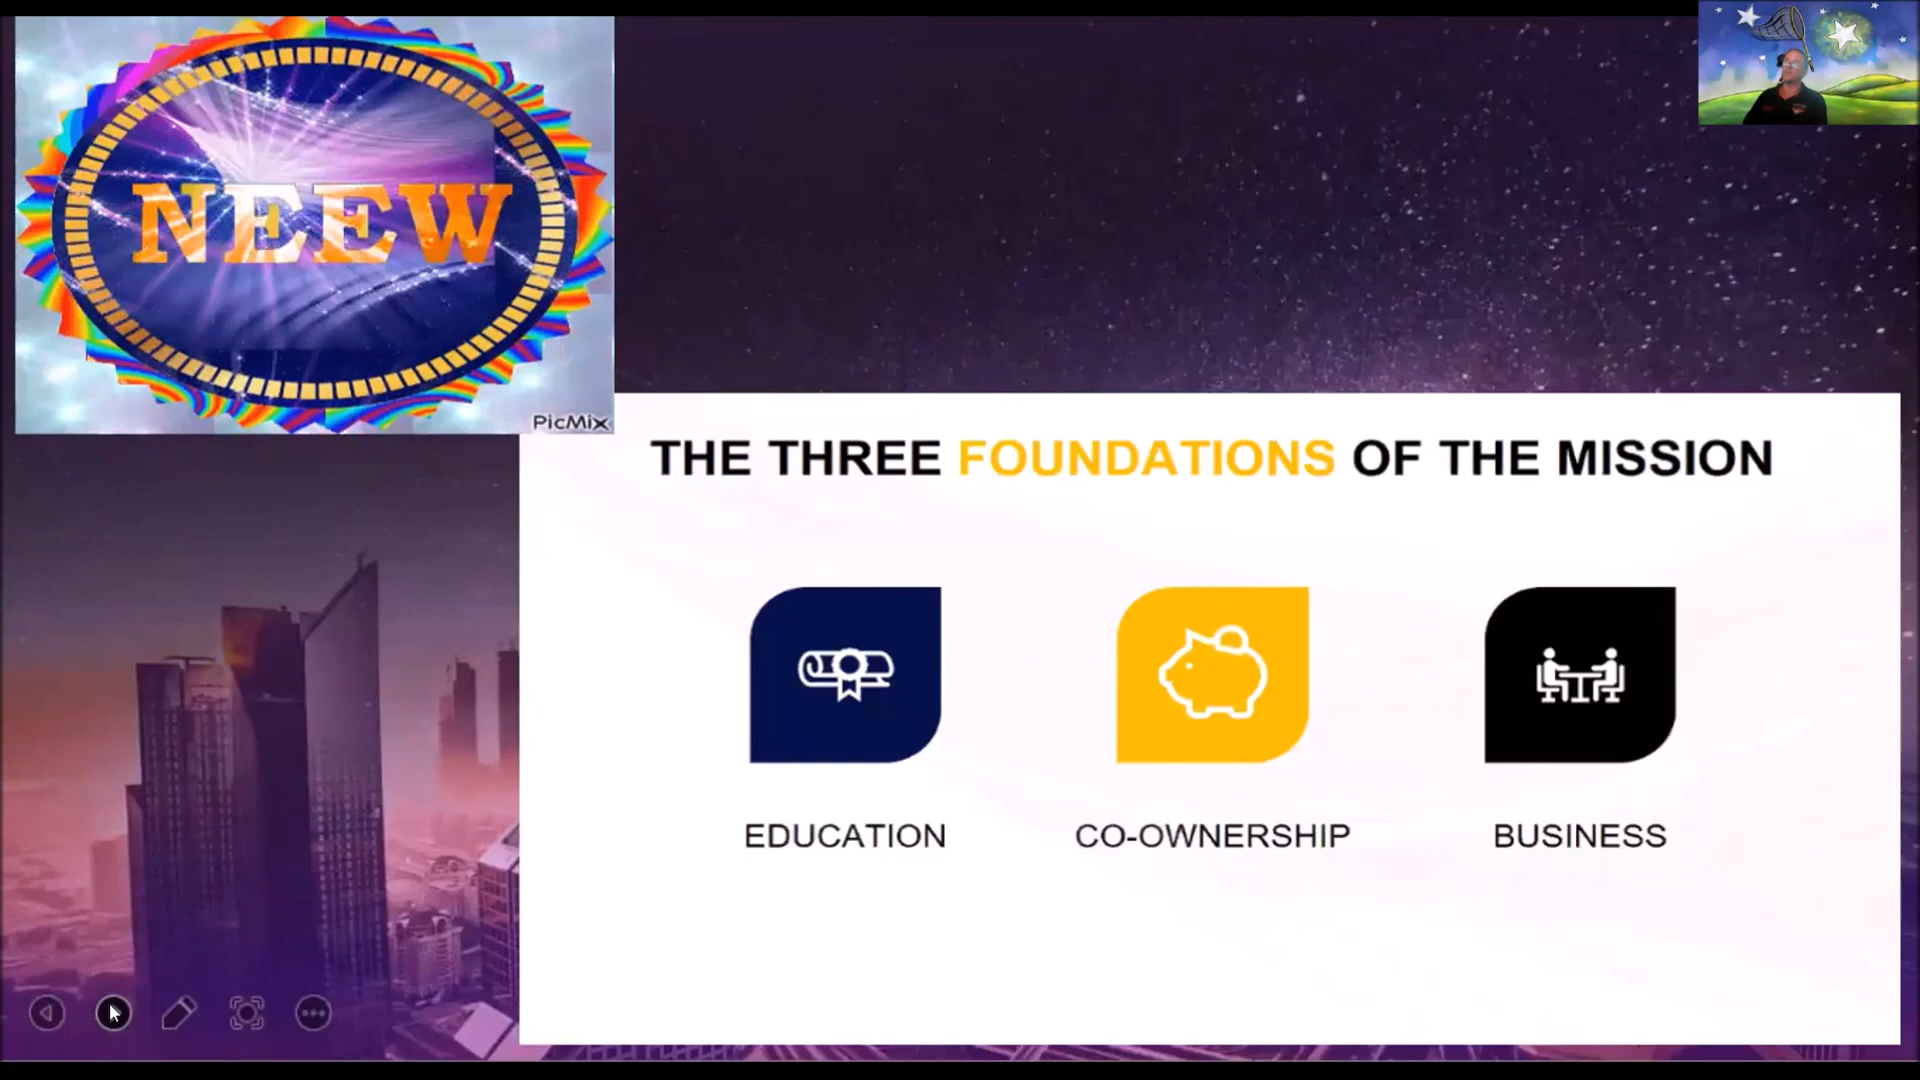 NEEW
PicMix
THE THREE FOUNDATIONS OF THE MISSION
EDUCATION
CO-OWNERSHIP
BUSINESS